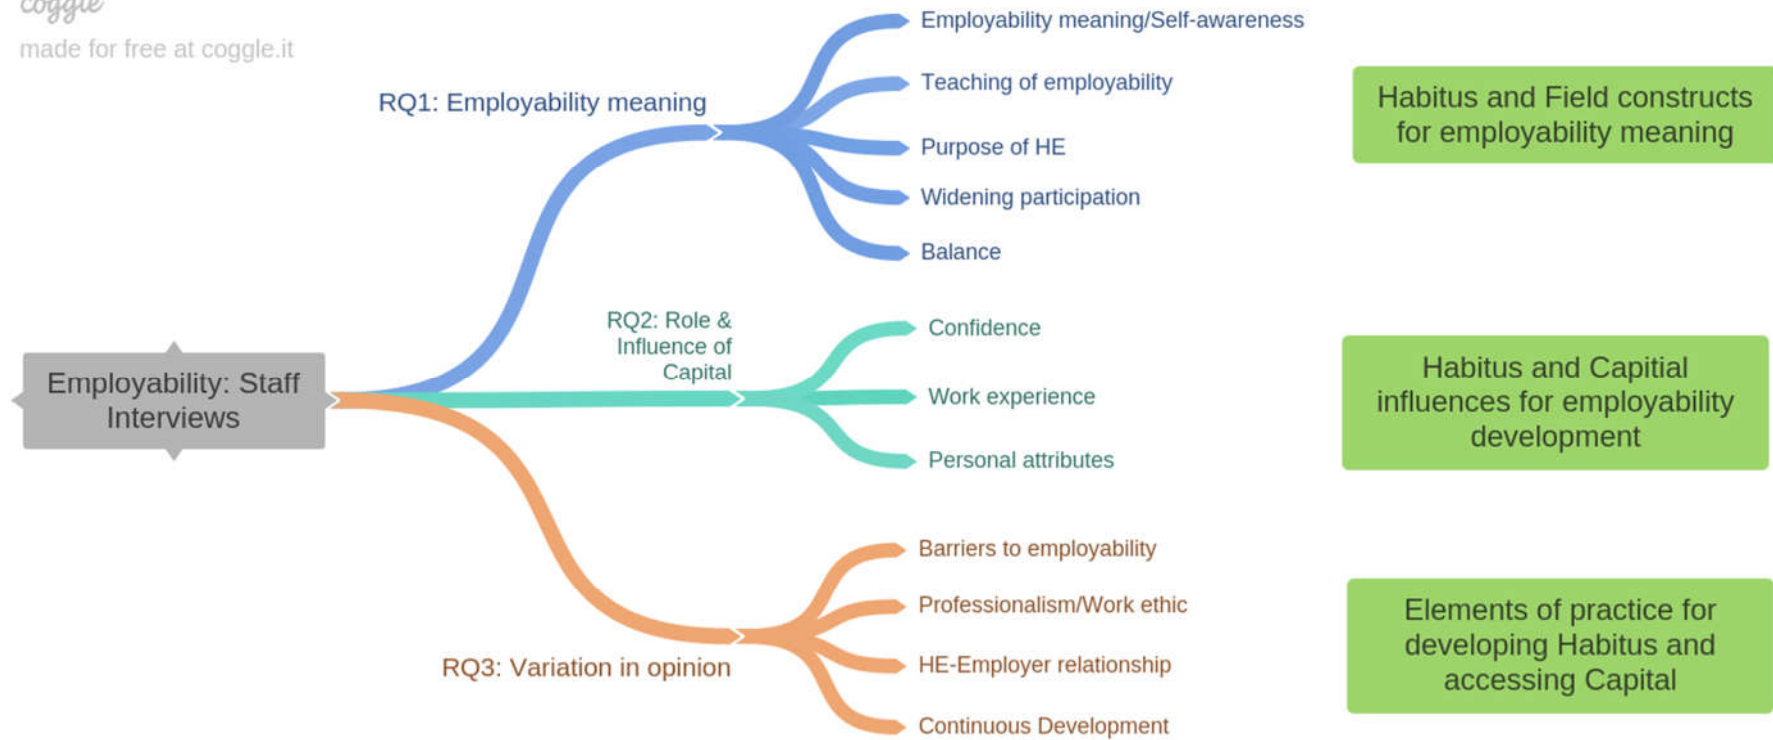 coggle
made for free at coggle.it
RQ1: Employability meaning
Employability meaning/Self-awareness
Teaching of employability
Purpose of HE
Widening participation
Balance
Habitus and Field constructs
for employability meaning
Employability: Staff
Interviews
RQ2: Role &
Influence of
Capital
Confidence
Work experience
Personal attributes
Habitus and Capitial
influences for employability
development
RQ3: Variation in opinion
Barriers to employability
Professionalism/Work ethic
HE-Employer relationship
Continuous Development
Elements of practice for
developing Habitus and
accessing Capital